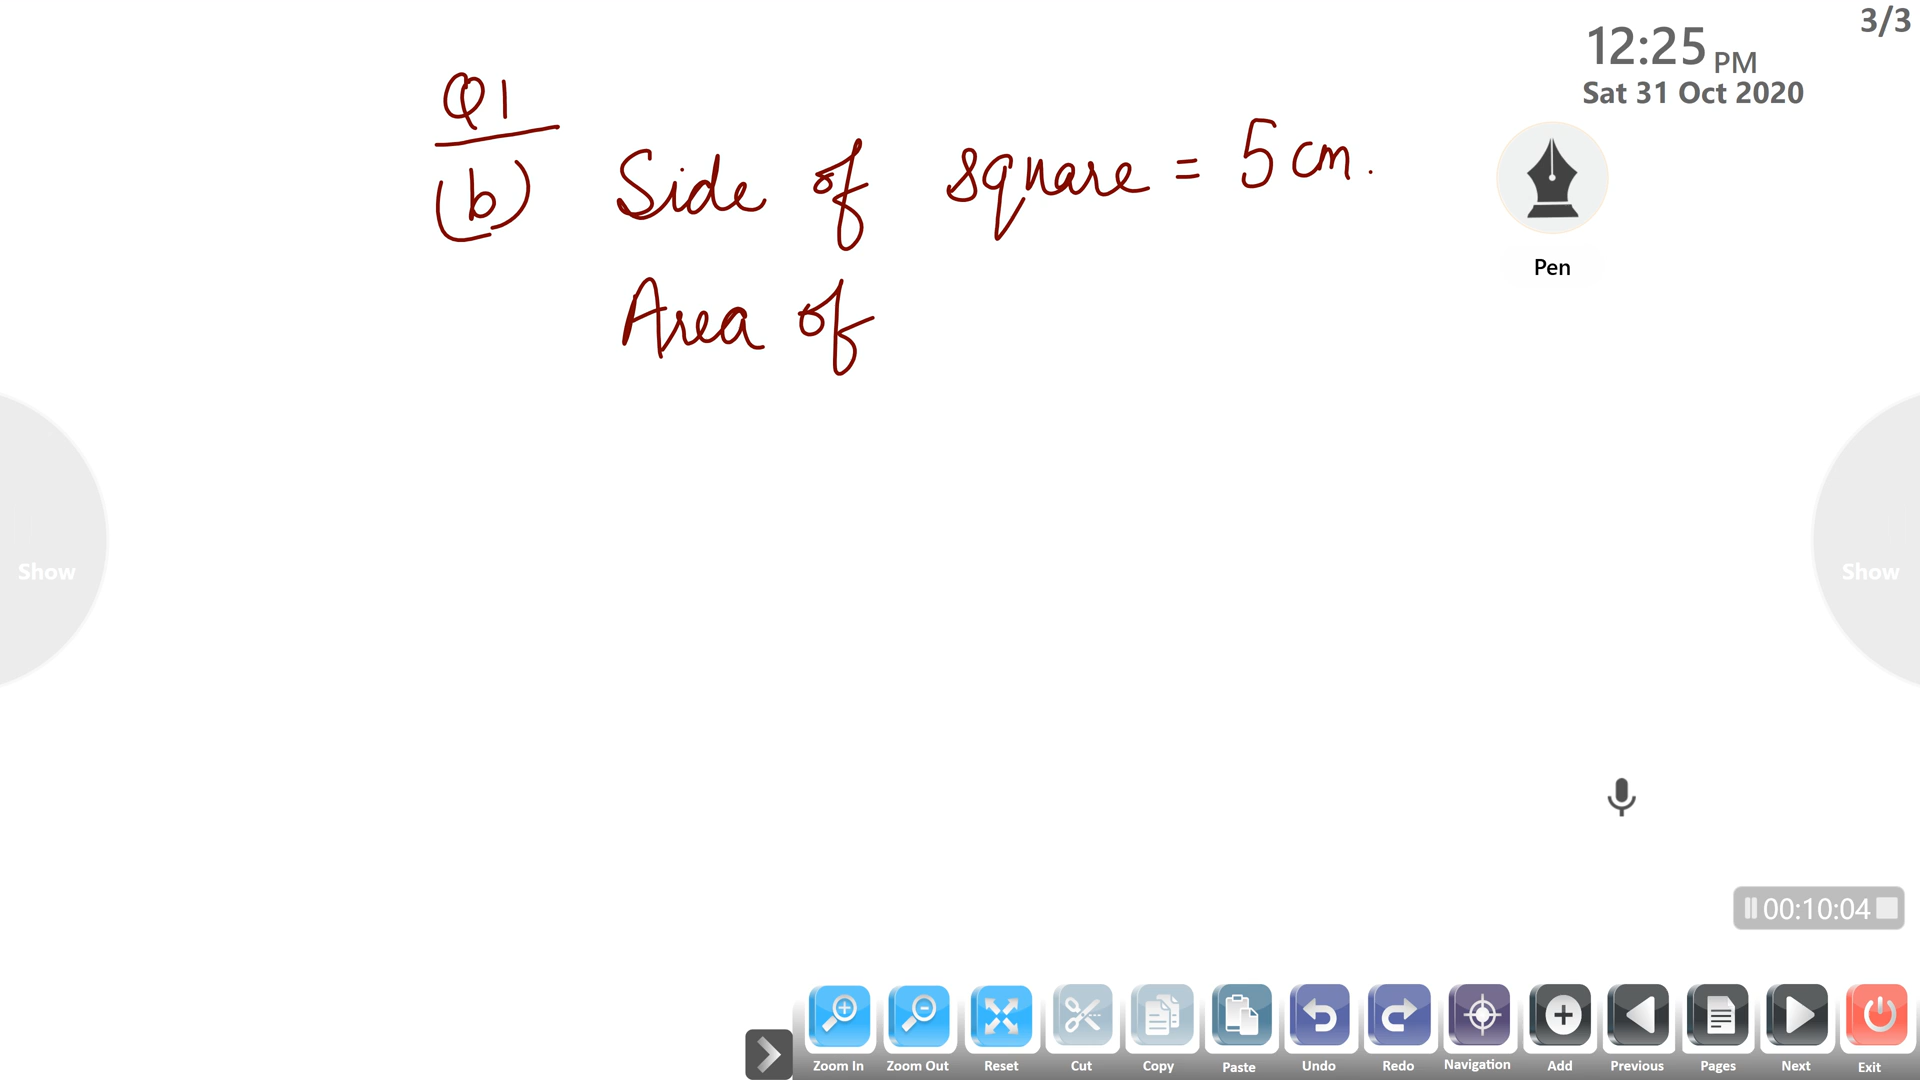 3/3
12:25 PM
Sat 31 Oct 2020
Q1
(b) Side of square = 5 cm.
Pen
Area of
Show
Show
00:10:04
Zoom In Zoom Out Reset Cut Copy Paste Undo Redo Navigation Add Previous Pages Next Exit